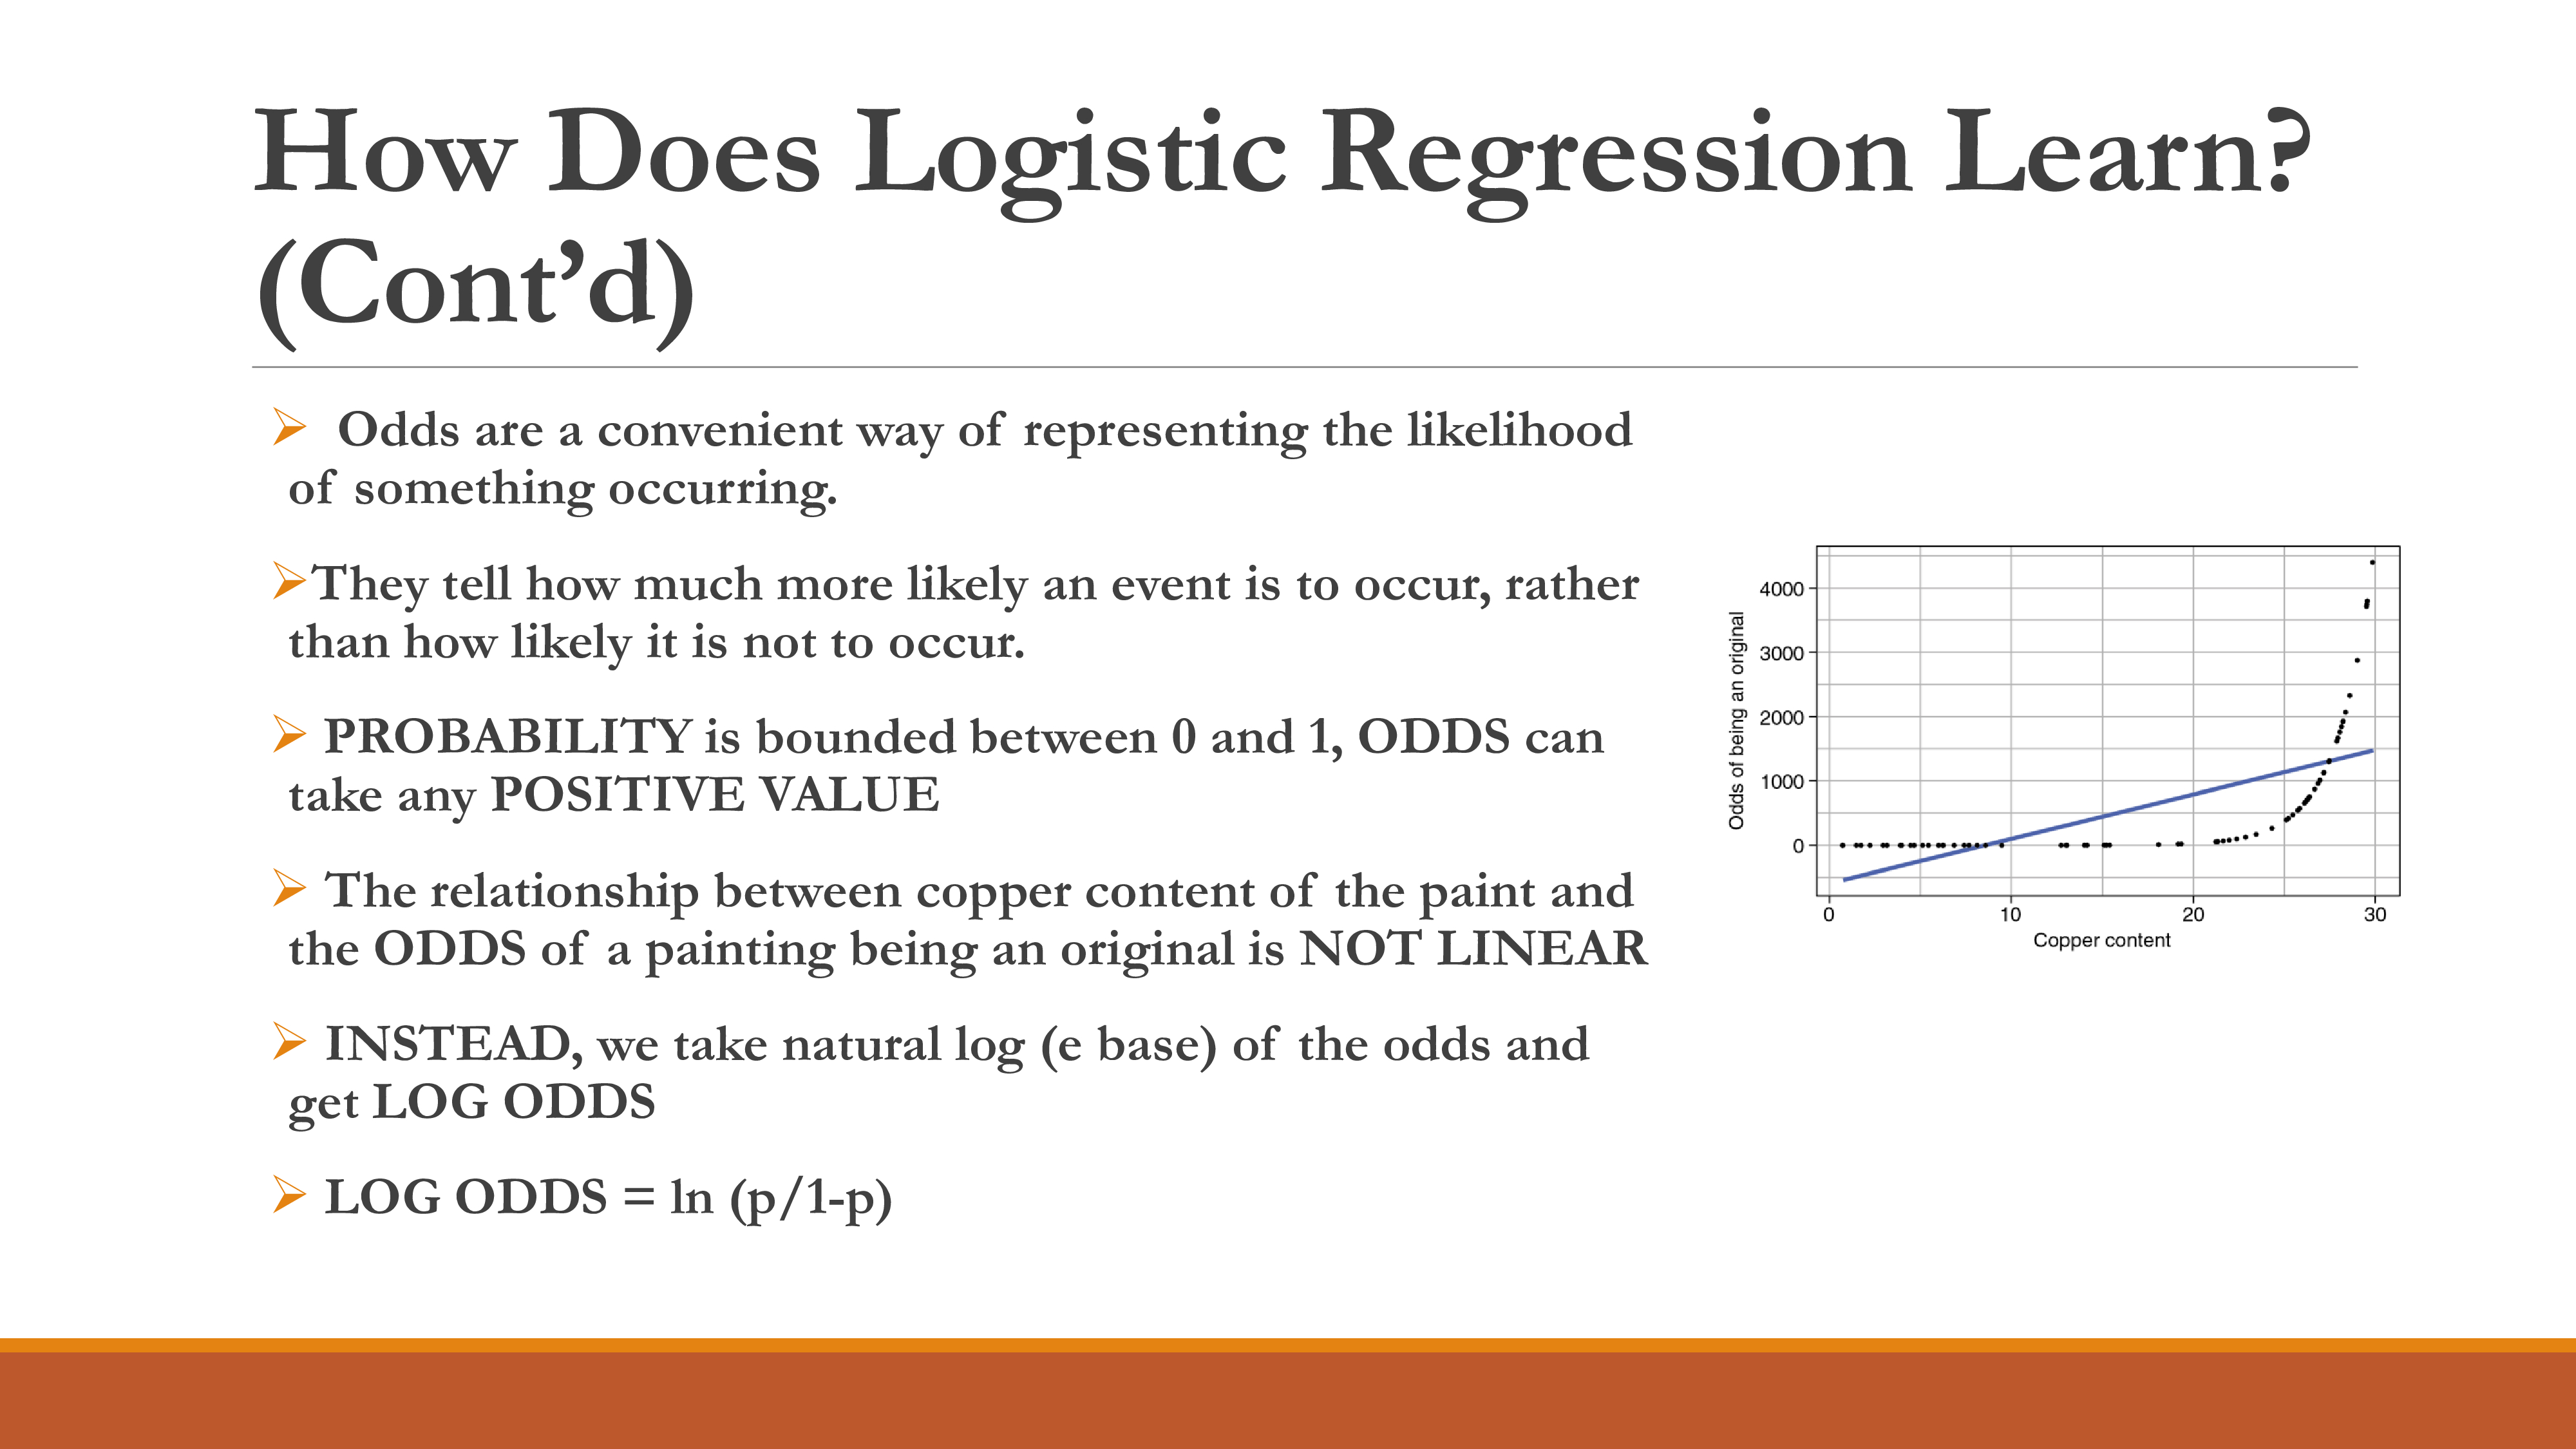 How Does Logistic Regression Learn?
(Cont’d)
Odds are a convenient way of representing the likelihood
of something occurring.
They tell how much more likely an event is to occur, rather
than how likely it is not to occur.
PROBABILITY is bounded between 0 and 1, ODDS can
take any POSITIVE VALUE
The relationship between copper content of the paint and
the ODDS of a painting being an original is NOT LINEAR
INSTEAD, we take natural log (e base) of the odds and
get LOG ODDS
LOG ODDS = ln (p/1-p)
Odds of being an original
4000
3000
2000
1000
0
0 10 20 30
Copper content